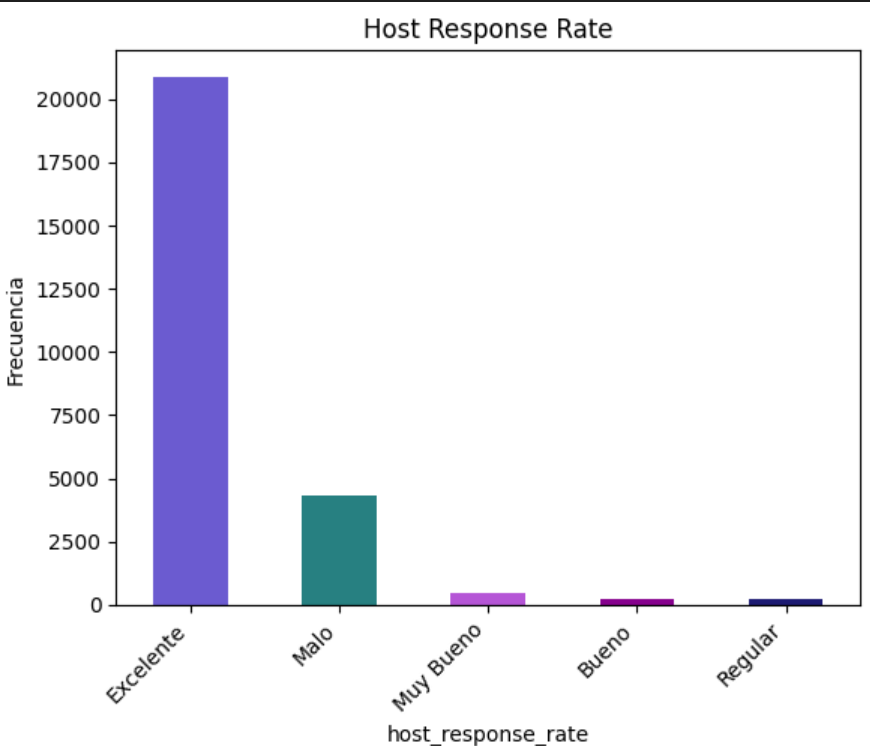 Host Response Rate
20000
17500
15000
12500
10000
7500
5000
2500
0
Frecuencia
Excelente
Malo
Muy Bueno
Bueno
Regular
host_response_rate